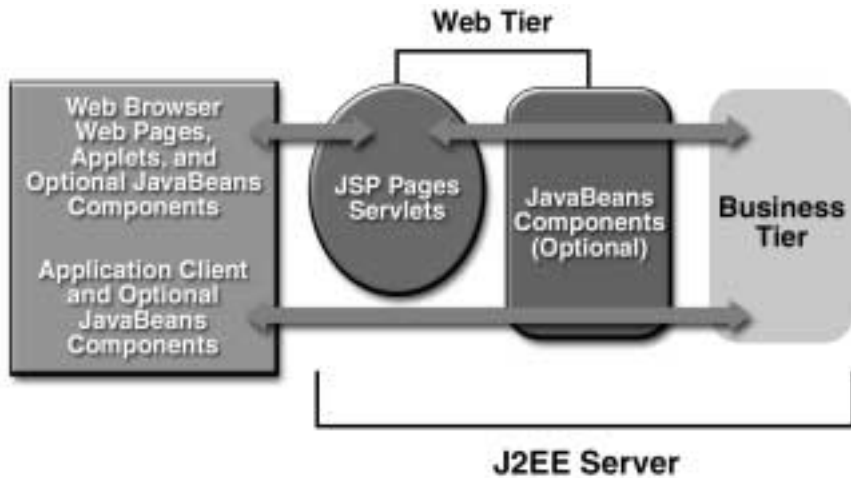 Web Tier
Web Browser
Web Pages,
Applets, and
Optional JavaBeans
Components
Application Client
and Optional
JavaBeans
Components
JSP Pages
Servlets
JavaBeans
Components
(Optional)
Business
Tier
J2EE Server